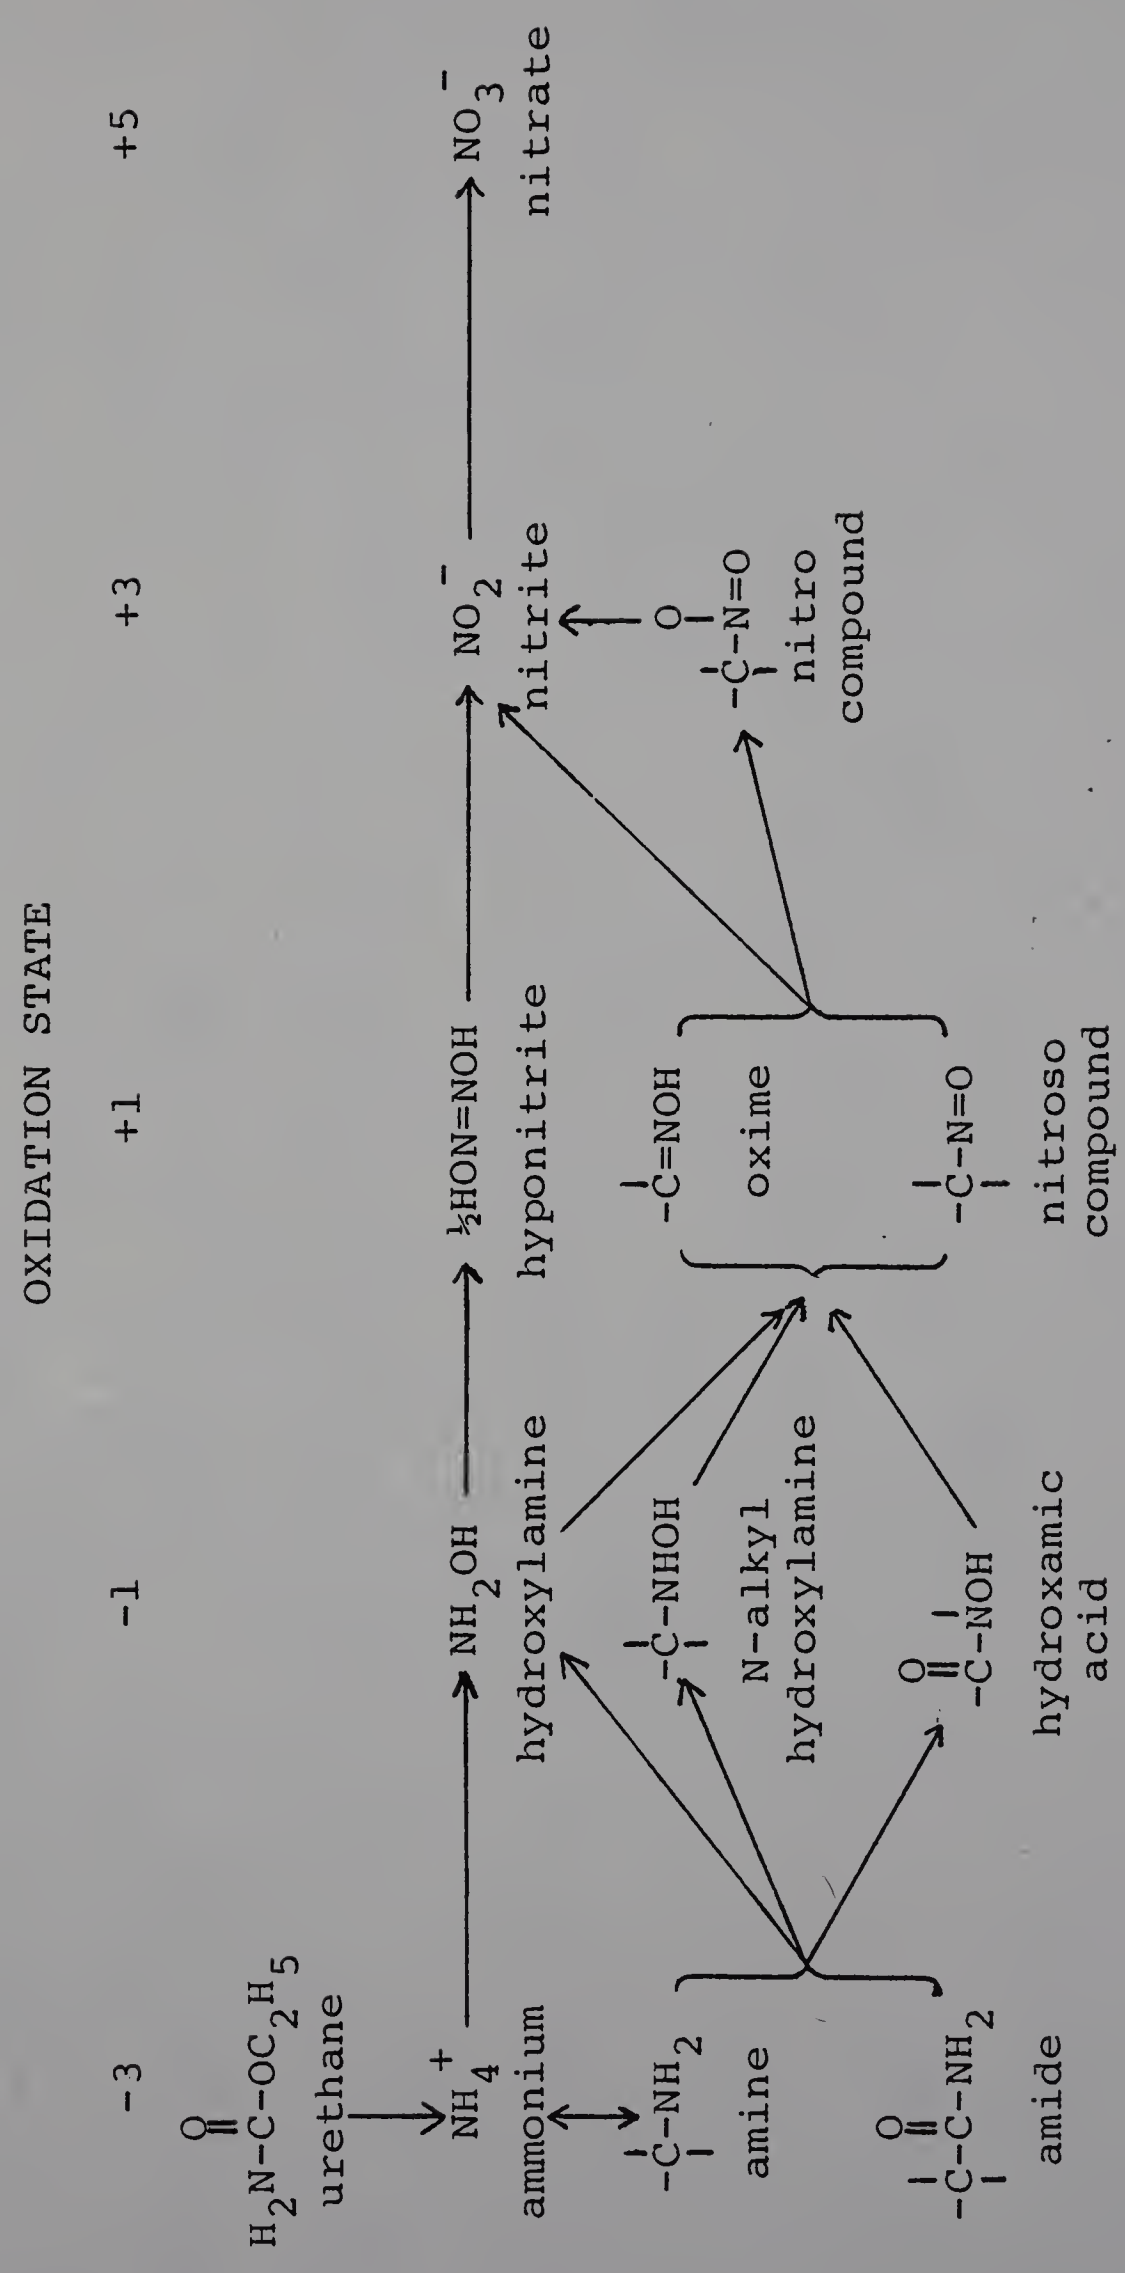 OXIDATION STATE
-3 -1 +1 +3 +5
O
H2N-C-OC2H5
urethane
NH4+ NH2OH ½HON=NOH NO2- NO3-
ammonium hydroxylamine hyponitrite nitrite nitrate
-C-NH2 -C-NHOH -C=NOH
amine N-alkyl
hydroxylamine oxime
O
-C-N=O
nitro
compound
O
-C-C-NH2
amide
O
-C-NOH
hydroxamic
acid
-C-N=O
nitroso
compound